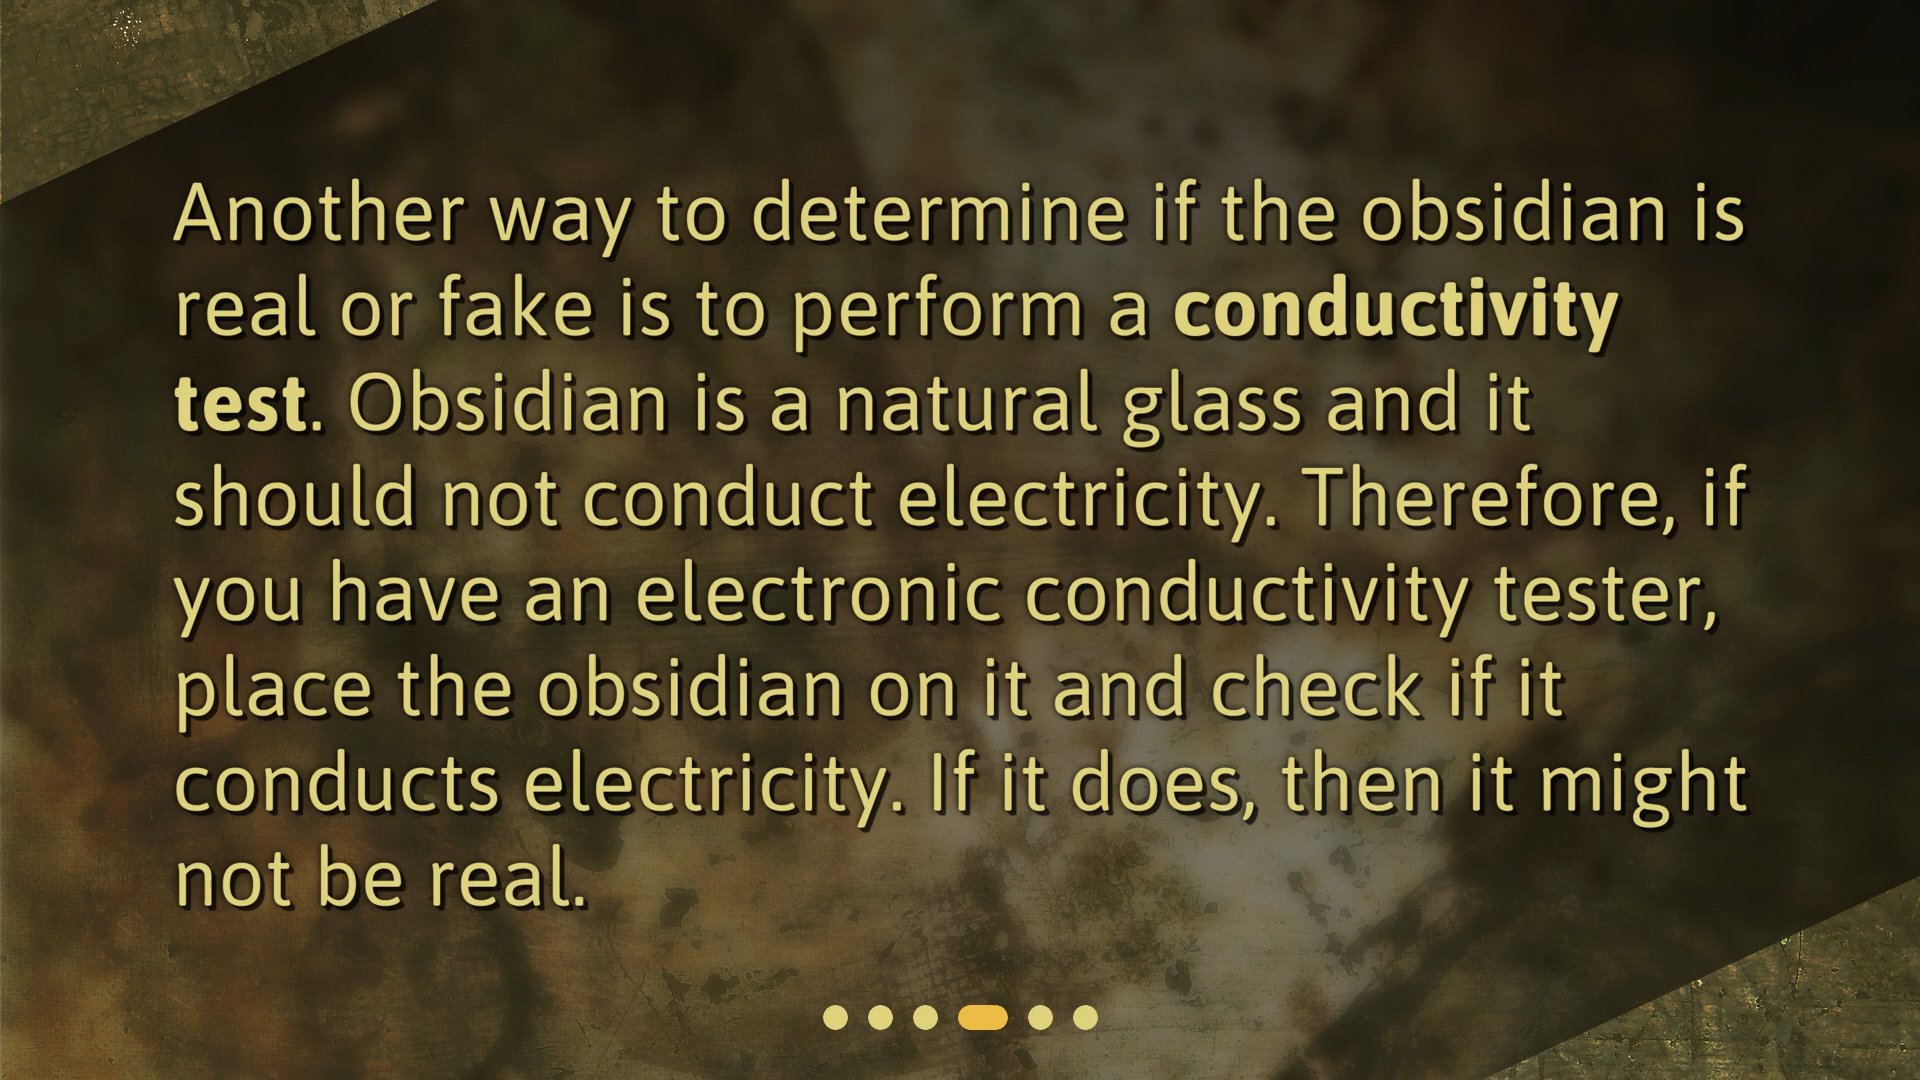 Another way to determine if the obsidian is
real or fake is to perform a conductivity
test. Obsidian is a natural glass and it
should not conduct electricity. Therefore, if
you have an electronic conductivity tester,
place the obsidian on it and check if it
conducts electricity. If it does, then it might
not be real.